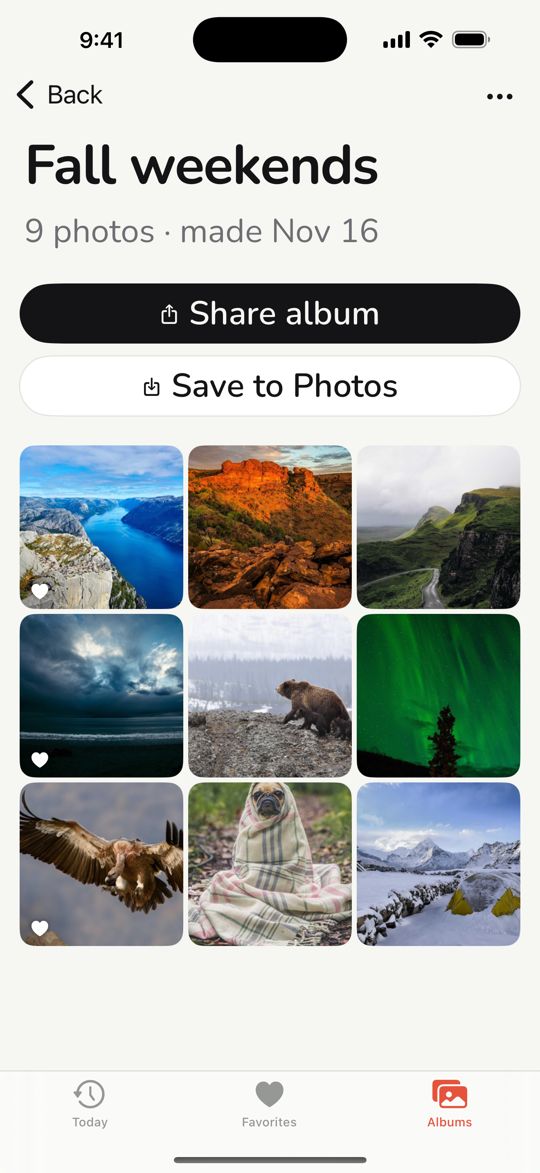 9:41
Back
Fall weekends
9 photos · made Nov 16
Share album
Save to Photos
Today
Favorites
Albums